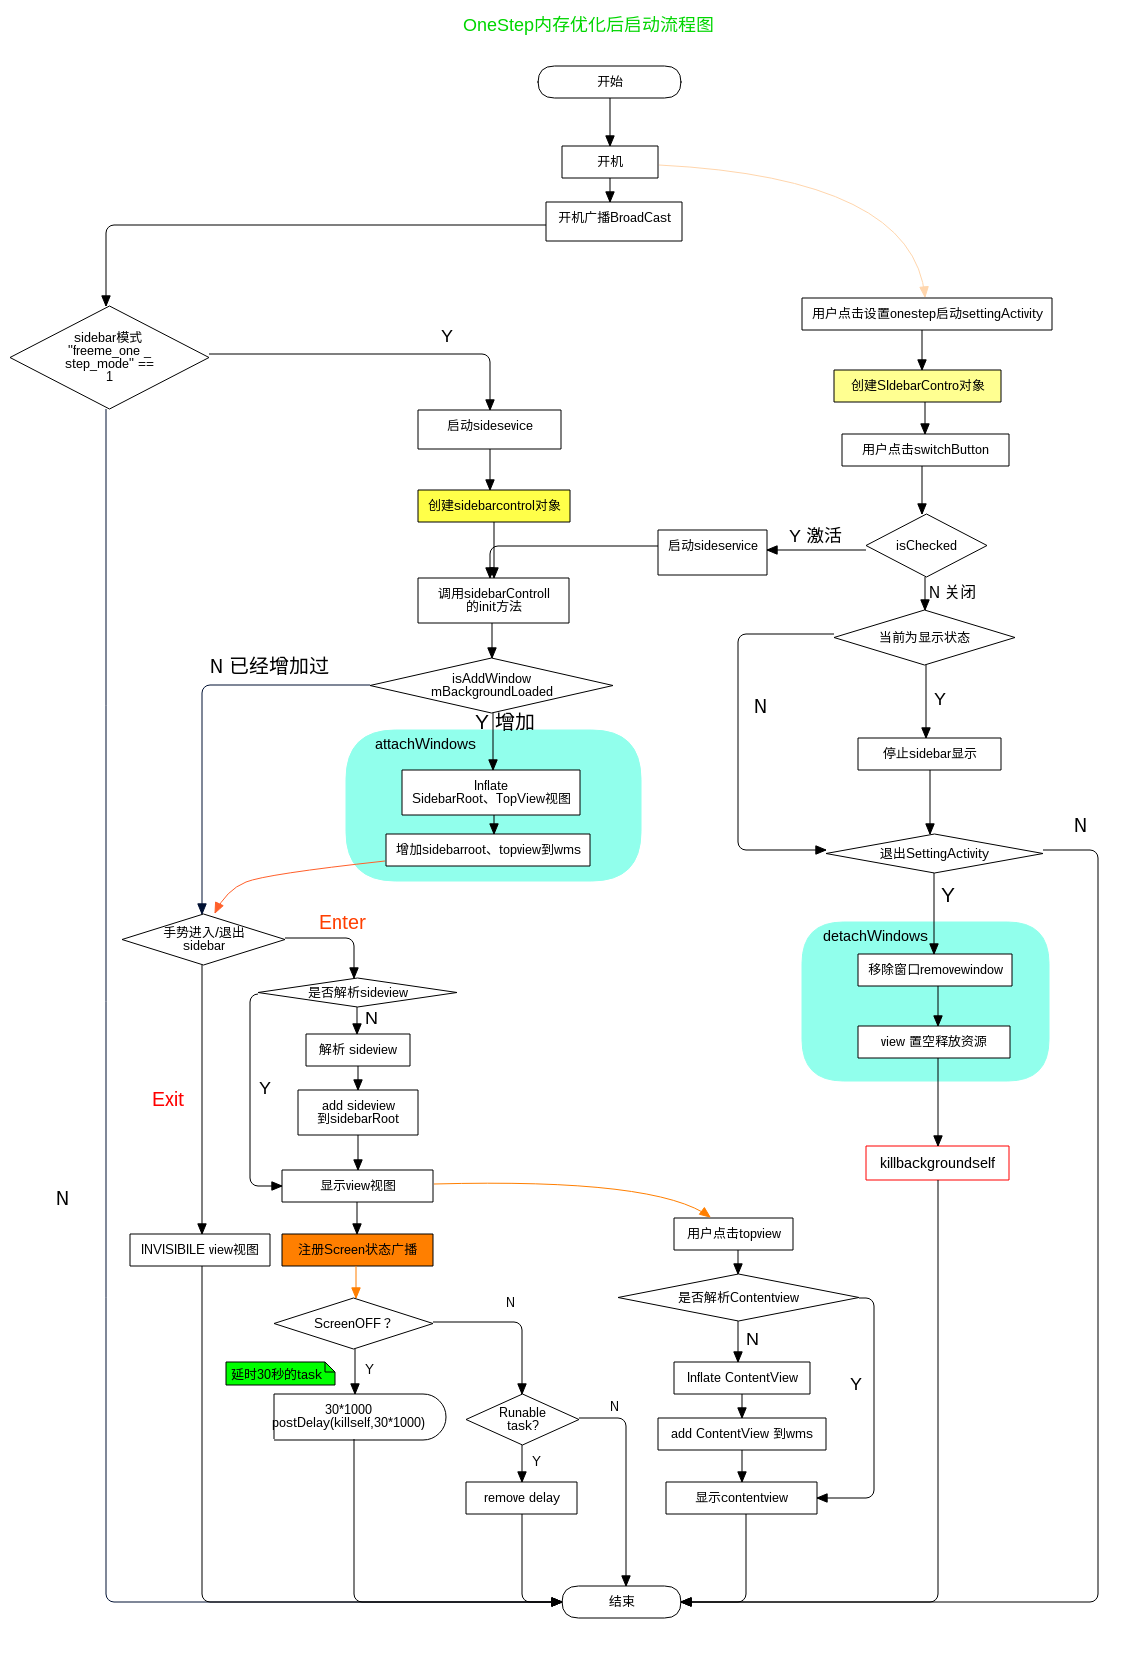 OneStep内存优化后启动流程图
开始
开机
开机广播BroadCast
用户点击设置onestep启动settingActivity
sidebar模式
"freeme_one _
step_mode" ==
1
Y
创建SIdebarContro对象
启动sidesevice
用户点击switchButton
创建sidebarcontrol对象
启动sideservice
Y 激活
isChecked
调用sidebarControll
的init方法
N 关闭
当前为显示状态
N 已经增加过
isAddWindow
mBackgroundLoaded
Y 增加
N
Y
attachWindows
停止sidebar显示
Inflate
SidebarRoot、TopView视图
N
增加sidebarroot、topview到wms
退出SettingActivity
Y
手势进入/退出
sidebar
Enter
detachWindows
移除窗口removewindow
是否解析sideview
N
解析 sideview
view 置空释放资源
Y
Exit
add sideview
到sidebarRoot
killbackgroundself
N
显示view视图
用户点击topview
INVISIBILE view视图
注册Screen状态广播
是否解析Contentview
N
ScreenOFF？
N
Y
延时30秒的task
Inflate ContentView
Y
30*1000
postDelay(killself,30*1000)
Runable
task?
N
add ContentView 到wms
Y
remove delay
显示contentview
结束